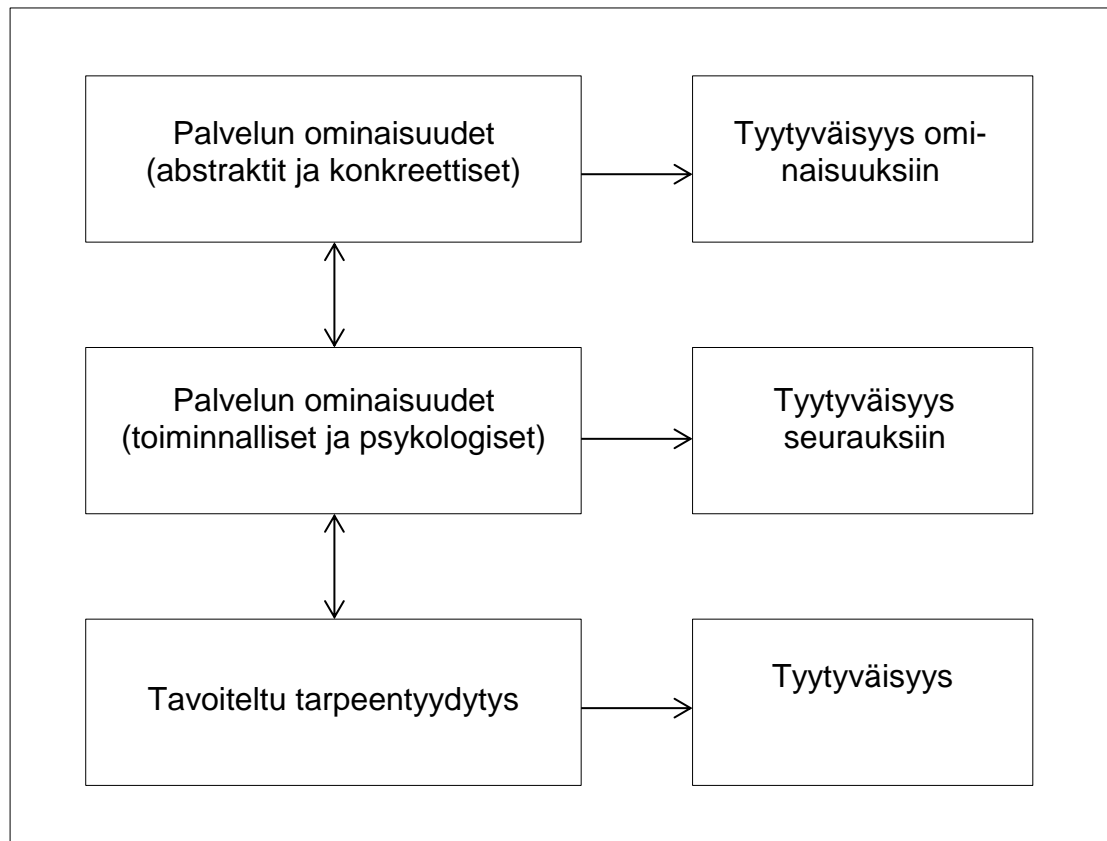 Palvelun ominaisuudet
(abstraktit ja konkreettiset)
Tyytyväisyys omi-
naisuuksiin
Palvelun ominaisuudet
(toiminnalliset ja psykologiset)
Tyytyväisyys
seurauksiin
Tavoiteltu tarpeentyydytys
Tyytyväisyys